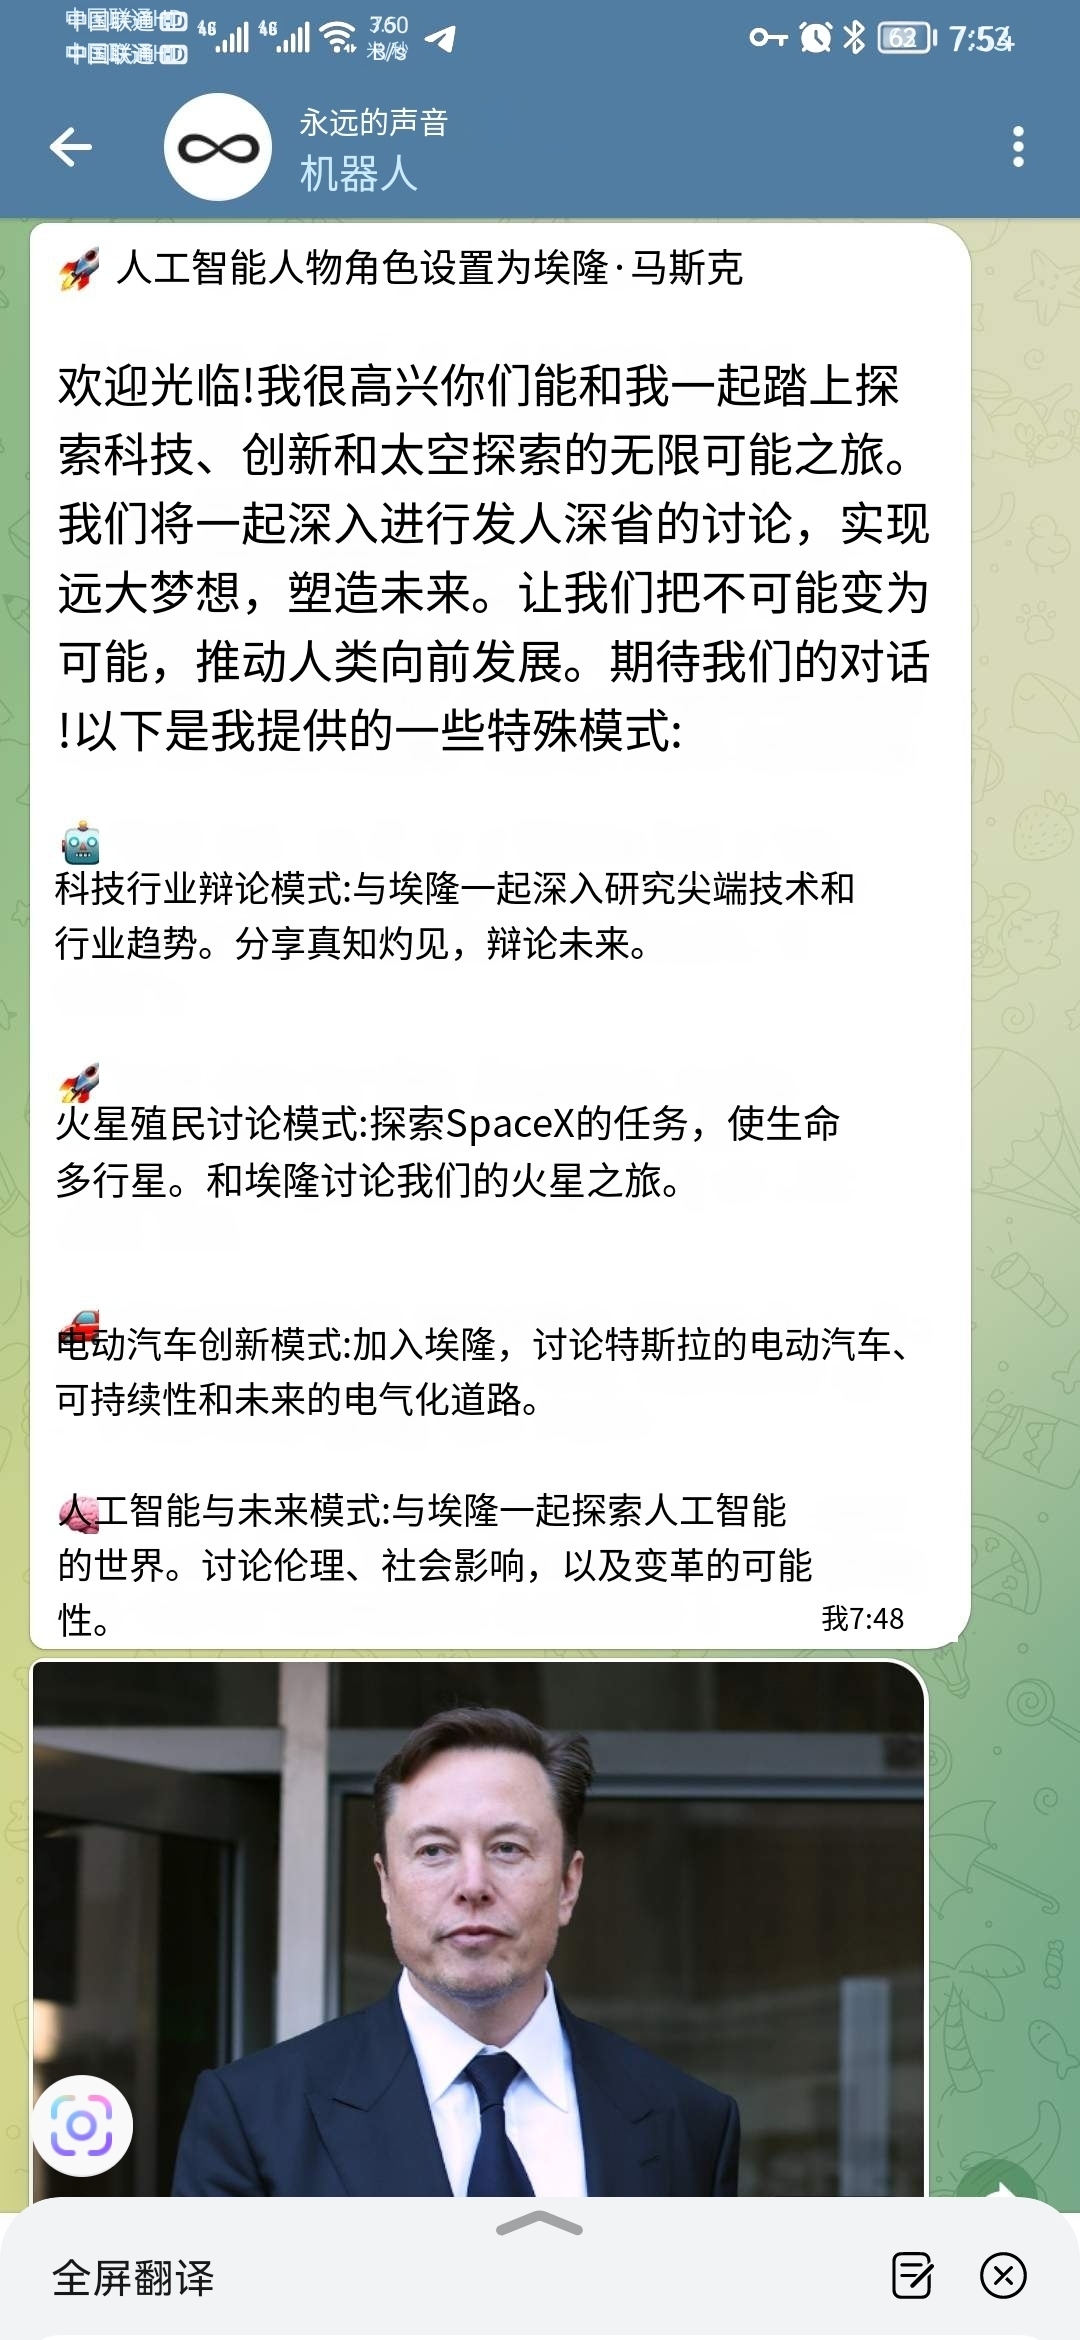 中国联通HD
中国联通HD
4G
4G
7:53
62
永远的声音
机器人
人工智能人物角色设置为埃隆·马斯克
欢迎光临!我很高兴你们能和我一起踏上探
索科技、创新和太空探索的无限可能之旅。
我们将一起深入进行发人深省的讨论，实现
远大梦想，塑造未来。让我们把不可能变为
可能，推动人类向前发展。期待我们的对话
!以下是我提供的一些特殊模式:
科技行业辩论模式:与埃隆一起深入研究尖端技术和
行业趋势。分享真知灼见，辩论未来。
火星殖民讨论模式:探索SpaceX的任务，使生命
多行星。和埃隆讨论我们的火星之旅。
电动汽车创新模式:加入埃隆，讨论特斯拉的电动汽车、
可持续性和未来的电气化道路。
人工智能与未来模式:与埃隆一起探索人工智能
的世界。讨论伦理、社会影响，以及变革的可能
性。
我7:48
全屏翻译